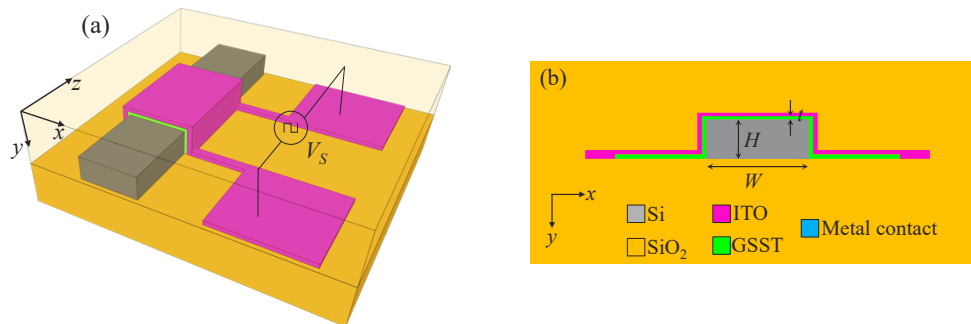 (a)
z
x
y
V_S
(b)
t
H
W
x
y
Si
ITO
Metal contact
SiO₂
GSST